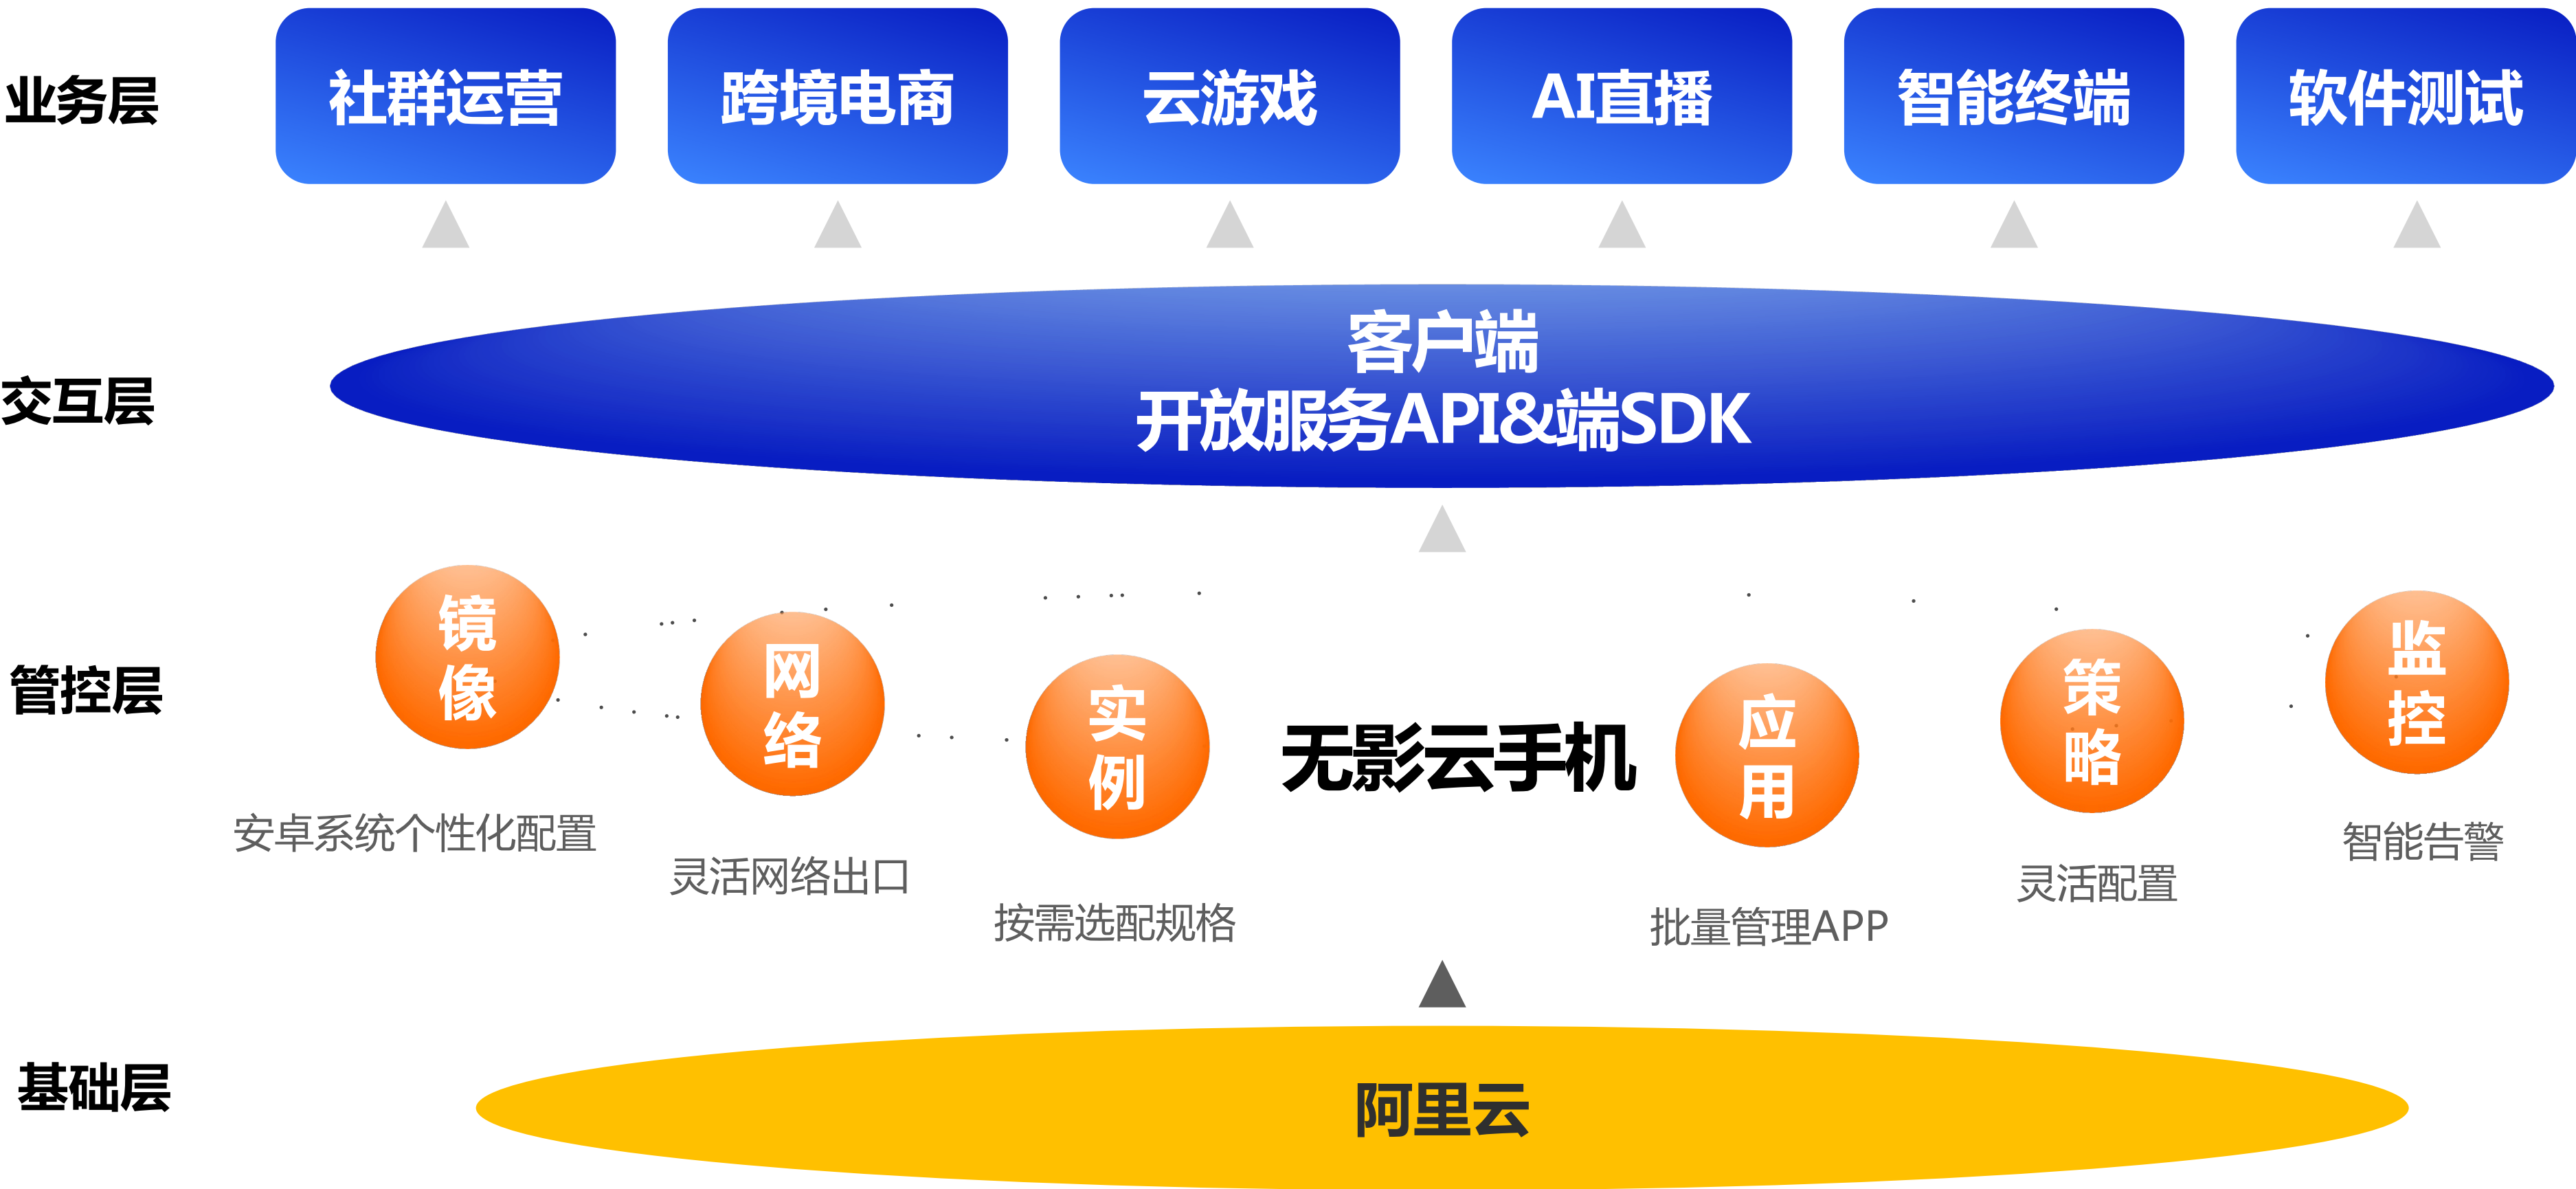 业务层
社群运营
跨境电商
云游戏
AI直播
智能终端
软件测试
交互层
客户端
开放服务API&端SDK
管控层
镜像
安卓系统个性化配置
网络
灵活网络出口
实例
按需选配规格
无影云手机
应用
批量管理APP
策略
灵活配置
监控
智能告警
基础层
阿里云